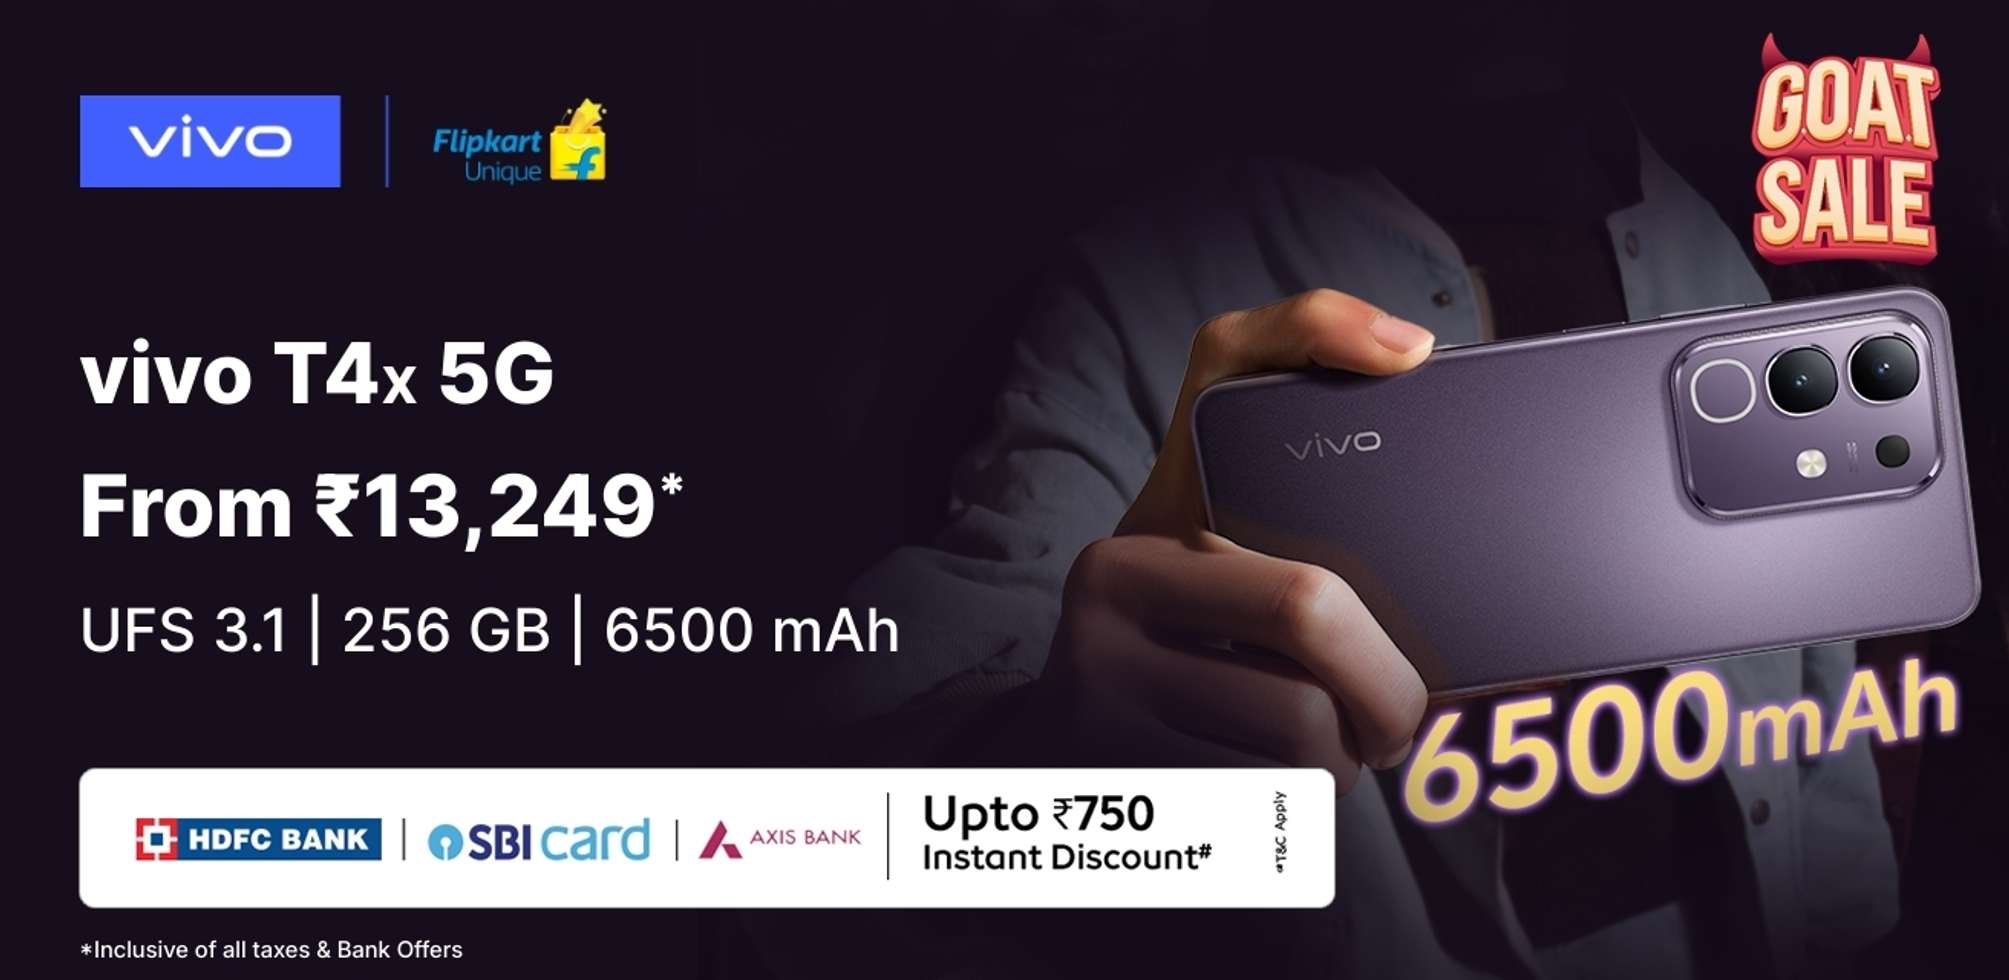 vivo
Flipkart
Unique
G.O.A.T
SALE
vivo T4x 5G
From ₹13,249*
UFS 3.1 | 256 GB | 6500 mAh
vivo
6500mAh
HDFC BANK | SBI card | AXIS BANK
Upto ₹750
Instant Discount#
#T&C Apply
*Inclusive of all taxes & Bank Offers